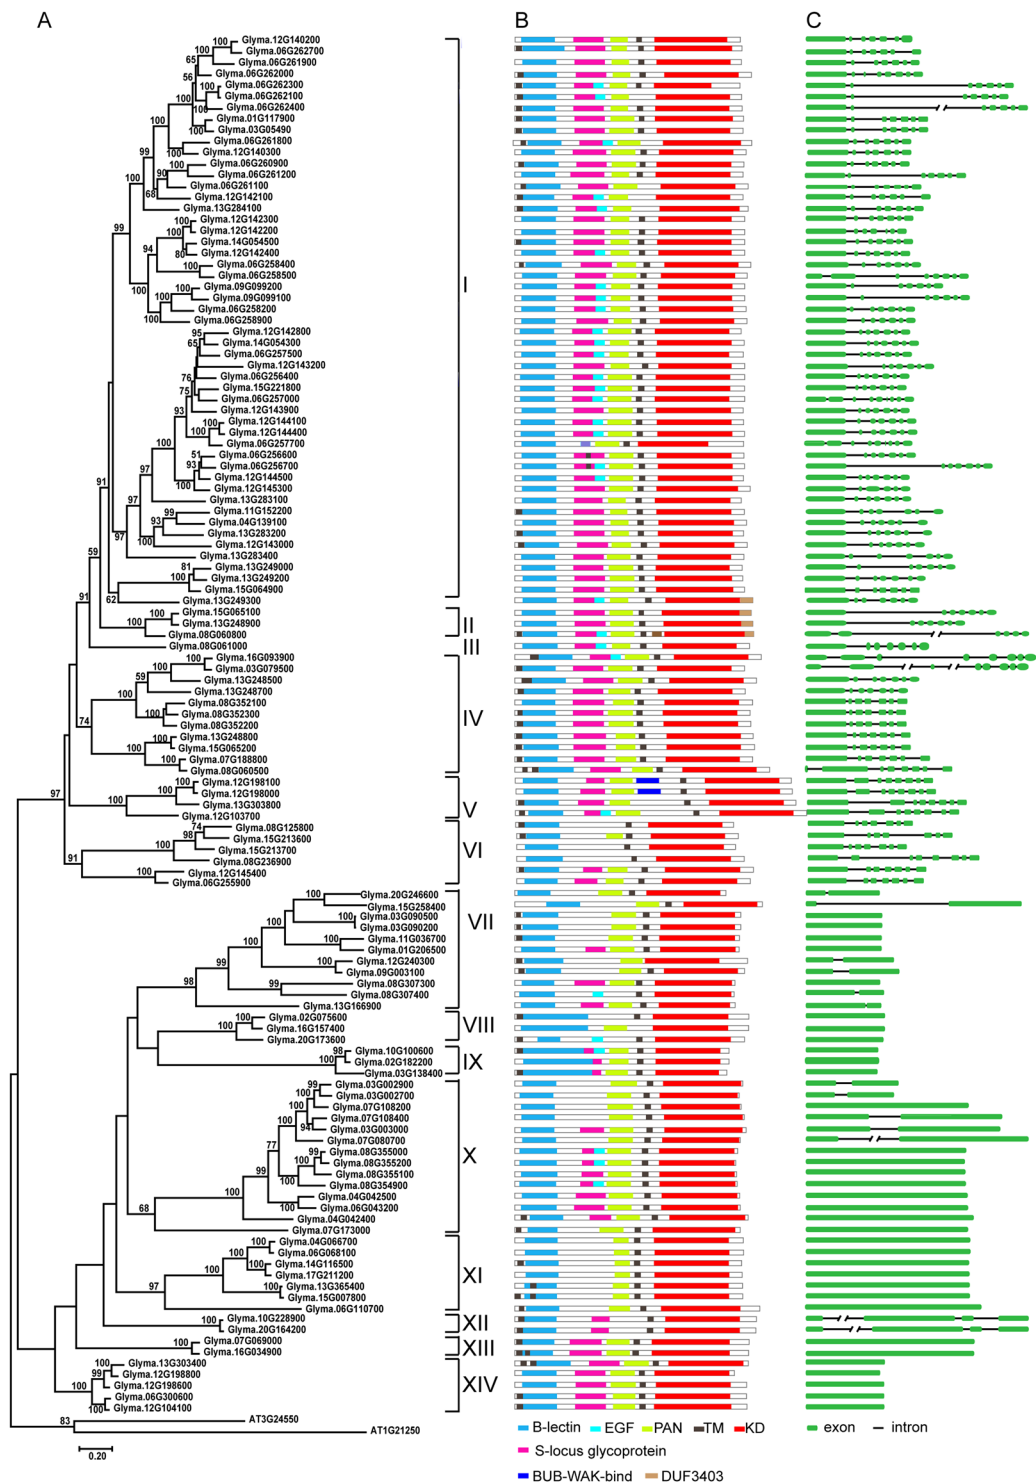 A B C
Glyma.12G140200
Glyma.06G262700
Glyma.06G261900
Glyma.06G262000
Glyma.06G262300
Glyma.06G262100
Glyma.06G262400
Glyma.01G117900
Glyma.03G05490
Glyma.06G261800
Glyma.12G140300
Glyma.06G260900
Glyma.06G261200
Glyma.06G261100
Glyma.12G142100
Glyma.13G284100
Glyma.12G142300
Glyma.12G142200
Glyma.14G054500
Glyma.12G142400
Glyma.06G258400
Glyma.06G258500
Glyma.09G099200
Glyma.09G099100
Glyma.06G258200
Glyma.06G258900
Glyma.12G142800
Glyma.14G054300
Glyma.06G257500
Glyma.12G143200
Glyma.06G256400
Glyma.15G221800
Glyma.06G257000
Glyma.12G143900
Glyma.12G144100
Glyma.12G144400
Glyma.06G257700
Glyma.06G256600
Glyma.06G256700
Glyma.12G144500
Glyma.12G145300
Glyma.13G283100
Glyma.11G152200
Glyma.04G139100
Glyma.13G283200
Glyma.12G143000
Glyma.13G283400
Glyma.13G249000
Glyma.13G249200
Glyma.15G064900
Glyma.13G249300
I
Glyma.15G065100
Glyma.13G248900
Glyma.08G060800
II
Glyma.08G061000
III
Glyma.16G093900
Glyma.03G079500
Glyma.13G248500
Glyma.13G248700
Glyma.08G352100
Glyma.08G352300
Glyma.08G352200
Glyma.13G248800
Glyma.15G065200
Glyma.07G188800
Glyma.08G060500
IV
Glyma.12G198100
Glyma.12G198000
Glyma.13G303800
Glyma.12G103700
V
Glyma.08G125800
Glyma.15G213600
Glyma.15G213700
Glyma.08G236900
Glyma.12G145400
Glyma.06G255900
VI
Glyma.20G246600
Glyma.15G258400
Glyma.03G090500
Glyma.03G090200
Glyma.11G036700
Glyma.01G206500
Glyma.12G240300
Glyma.09G003100
Glyma.08G307300
Glyma.08G307400
Glyma.13G166900
VII
Glyma.02G075600
Glyma.16G157400
Glyma.20G173600
VIII
Glyma.10G100600
Glyma.02G182200
Glyma.03G138400
IX
Glyma.03G002900
Glyma.03G002700
Glyma.07G108200
Glyma.07G108400
Glyma.03G003000
Glyma.07G080700
Glyma.08G355000
Glyma.08G355200
Glyma.08G355100
Glyma.08G354900
Glyma.04G042500
Glyma.06G043200
Glyma.04G042400
Glyma.07G173000
X
Glyma.04G066700
Glyma.06G068100
Glyma.14G116500
Glyma.17G211200
Glyma.13G365400
Glyma.15G007800
Glyma.06G110700
XI
Glyma.10G228900
Glyma.20G164200
XII
Glyma.07G069000
Glyma.16G034900
XIII
Glyma.13G303400
Glyma.12G198800
Glyma.12G198600
Glyma.06G300600
Glyma.12G104100
XIV
AT3G24550
AT1G21250
83
0.20
B-lectin EGF PAN TM KD
S-locus glycoprotein
BUB-WAK-bind DUF3403
exon intron